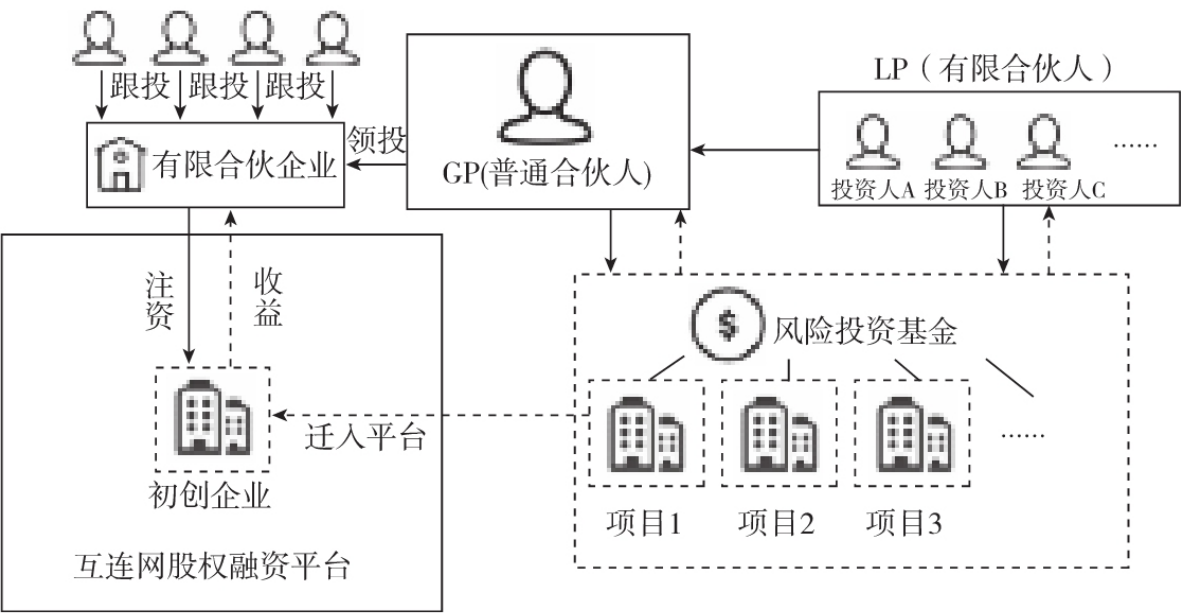 跟投 跟投 跟投
有限合伙企业
领投
GP(普通合伙人)
LP（有限合伙人）
投资人A 投资人B 投资人C ……
注资
收益
$ 风险投资基金
迁入平台
初创企业
……
项目1 项目2 项目3
互连网股权融资平台